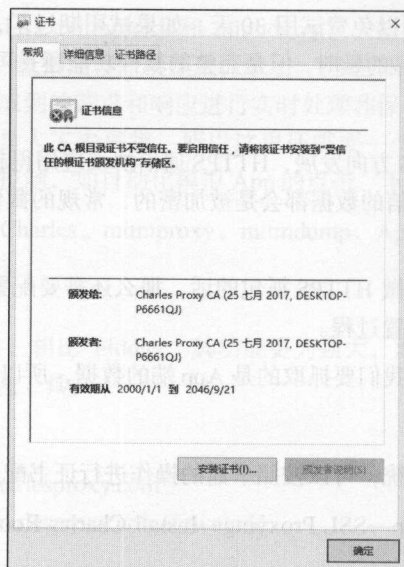 证书
常规 详细信息 证书路径
证书信息
此 CA 根目录证书不受信任。要启用信任，请将该证书安装到"受信
任的根证书颁发机构"存储区。
颁发给: Charles Proxy CA (25 七月 2017, DESKTOP-
P6661QJ)
颁发者: Charles Proxy CA (25 七月 2017, DESKTOP-
P6661QJ)
有效期从 2000/1/1 到 2046/9/21
安装证书(I)... 颁发者说明(S)
确定